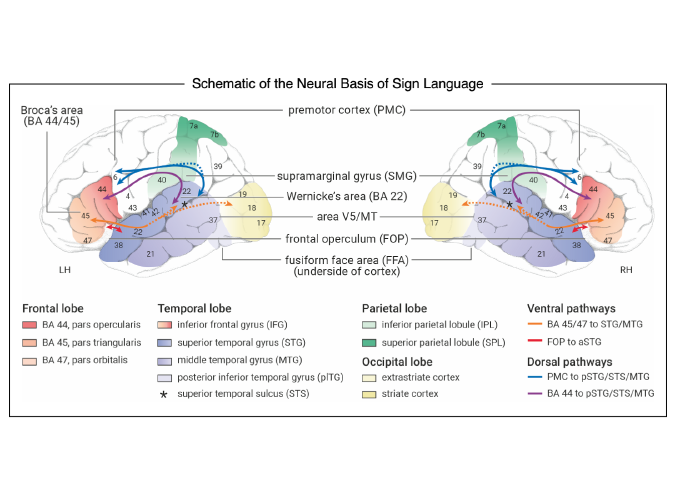 Schematic of the Neural Basis of Sign Language
Broca's area
(BA 44/45)
premotor cortex (PMC)
supramarginal gyrus (SMG)
Wernicke's area (BA 22)
area V5/MT
frontal operculum (FOP)
fusiform face area (FFA)
(underside of cortex)
7a
7b
39
6
40
22
44
4
43
41
42
45
22
47
38
21
37
19
18
17
LH
7b
7a
39
6
40
22
44
4
43
42
41
45
22
47
38
21
37
19
18
17
RH
Frontal lobe
BA 44, pars opercularis
BA 45, pars triangularis
BA 47, pars orbitalis
Temporal lobe
inferior frontal gyrus (IFG)
superior temporal gyrus (STG)
middle temporal gyrus (MTG)
posterior inferior temporal gyrus (pITG)
* superior temporal sulcus (STS)
Parietal lobe
inferior parietal lobule (IPL)
superior parietal lobule (SPL)
Occipital lobe
extrastriate cortex
striate cortex
Ventral pathways
BA 45/47 to STG/MTG
FOP to aSTG
Dorsal pathways
PMC to pSTG/STS/MTG
BA 44 to pSTG/STS/MTG